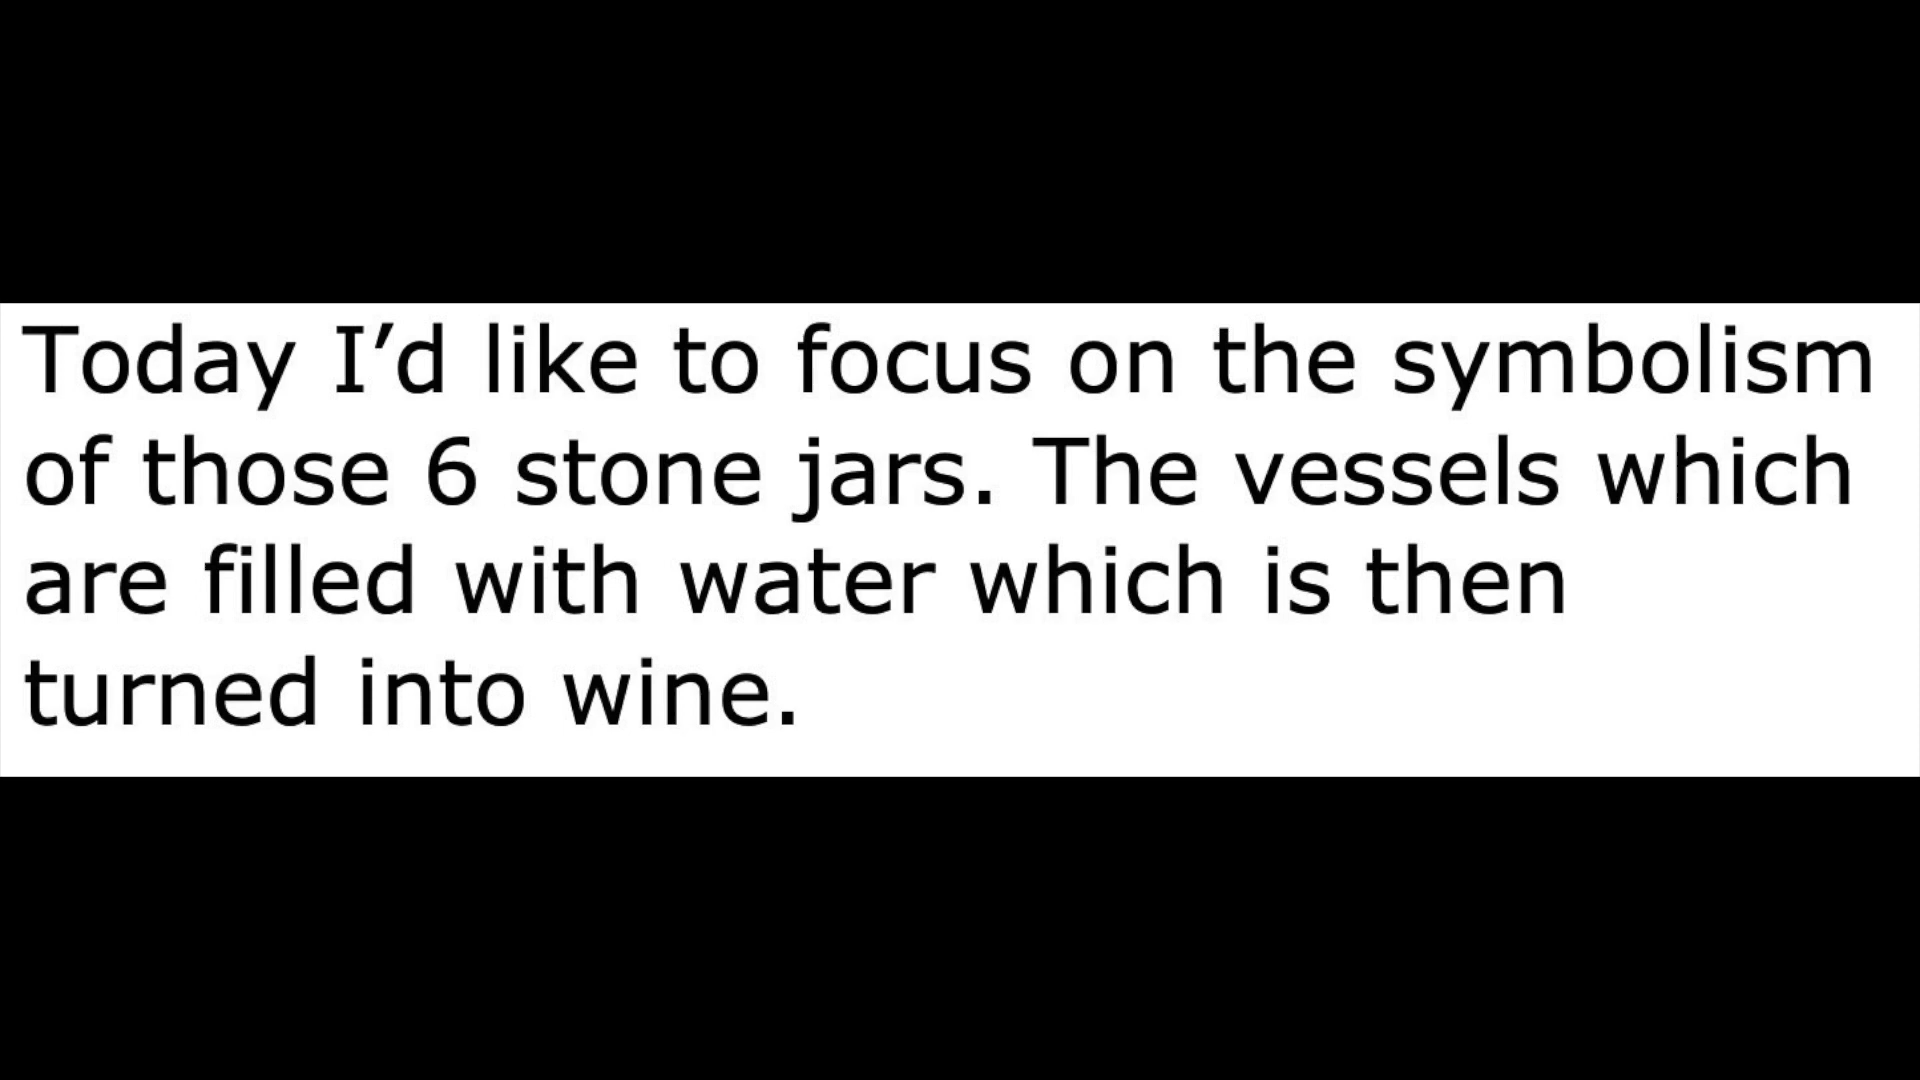 Today I’d like to focus on the symbolism
of those 6 stone jars. The vessels which
are filled with water which is then
turned into wine.